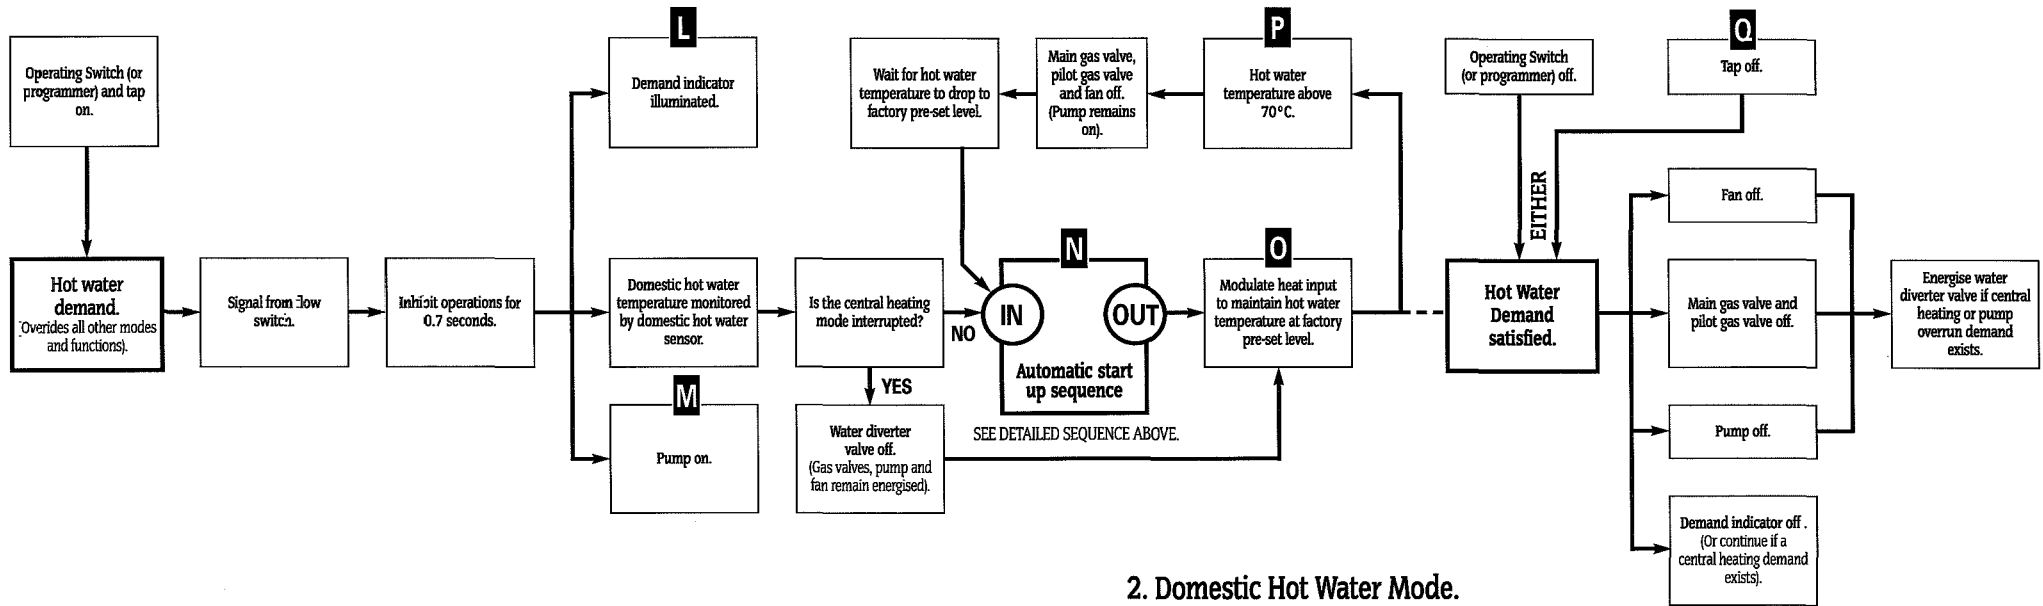 L
P
Q
Operating Switch (or
programmer) and tap
on.
Demand indicator
illuminated.
Wait for hot water
temperature to drop to
factory pre-set level.
Main gas valve,
pilot gas valve
and fan off.
(Pump remains
on).
Hot water
temperature above
70°C.
Operating Switch
(or programmer) off.
Tap off.
EITHER
Fan off.
N
O
Hot water
demand.
Overides all other modes
and functions).
Signal from flow
switch.
Inhibit operations for
0.7 seconds.
Domestic hot water
temperature monitored
by domestic hot water
sensor.
Is the central heating
mode interrupted?
NO
IN
OUT
Automatic start
up sequence
Modulate heat input
to maintain hot water
temperature at factory
pre-set level.
Hot Water
Demand
satisfied.
Main gas valve and
pilot gas valve off.
Energise water
diverter valve if central
heating or pump
overrun demand
exists.
YES
M
Pump on.
Water diverter
valve off.
(Gas valves, pump and
fan remain energised).
SEE DETAILED SEQUENCE ABOVE.
Pump off.
Demand indicator off .
(Or continue if a
central heating demand
exists).
2. Domestic Hot Water Mode.